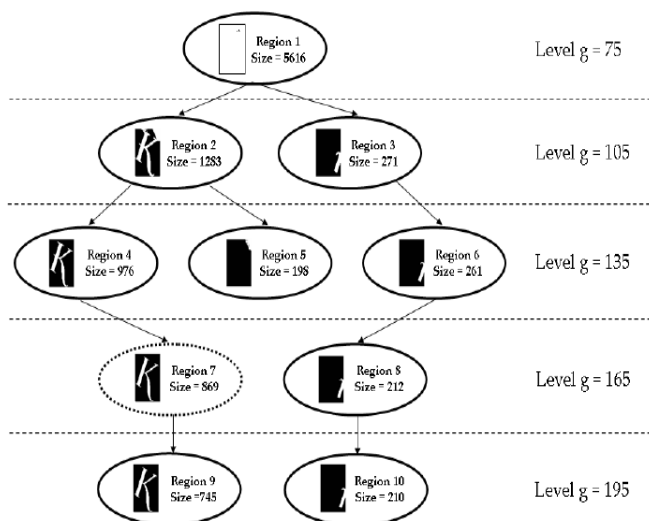 Region 1
Size = 5616
Level g = 75
Region 2
Size = 1283
Region 3
Size = 271
Level g = 105
Region 4
Size = 976
Region 5
Size = 198
Region 6
Size = 261
Level g = 135
Region 7
Size = 869
Region 8
Size = 212
Level g = 165
Region 9
Size =745
Region 10
Size = 210
Level g = 195